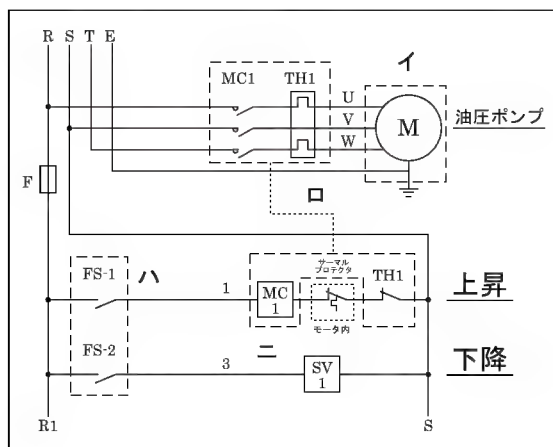 R S T E
イ
MC1 TH1
U
V
W
M
油圧ポンプ
F
ロ
サーマル
プロテクタ
FS-1
ハ
1
MC
1
TH1
モータ内
上昇
ニ
FS-2
3
SV
1
下降
R1
S